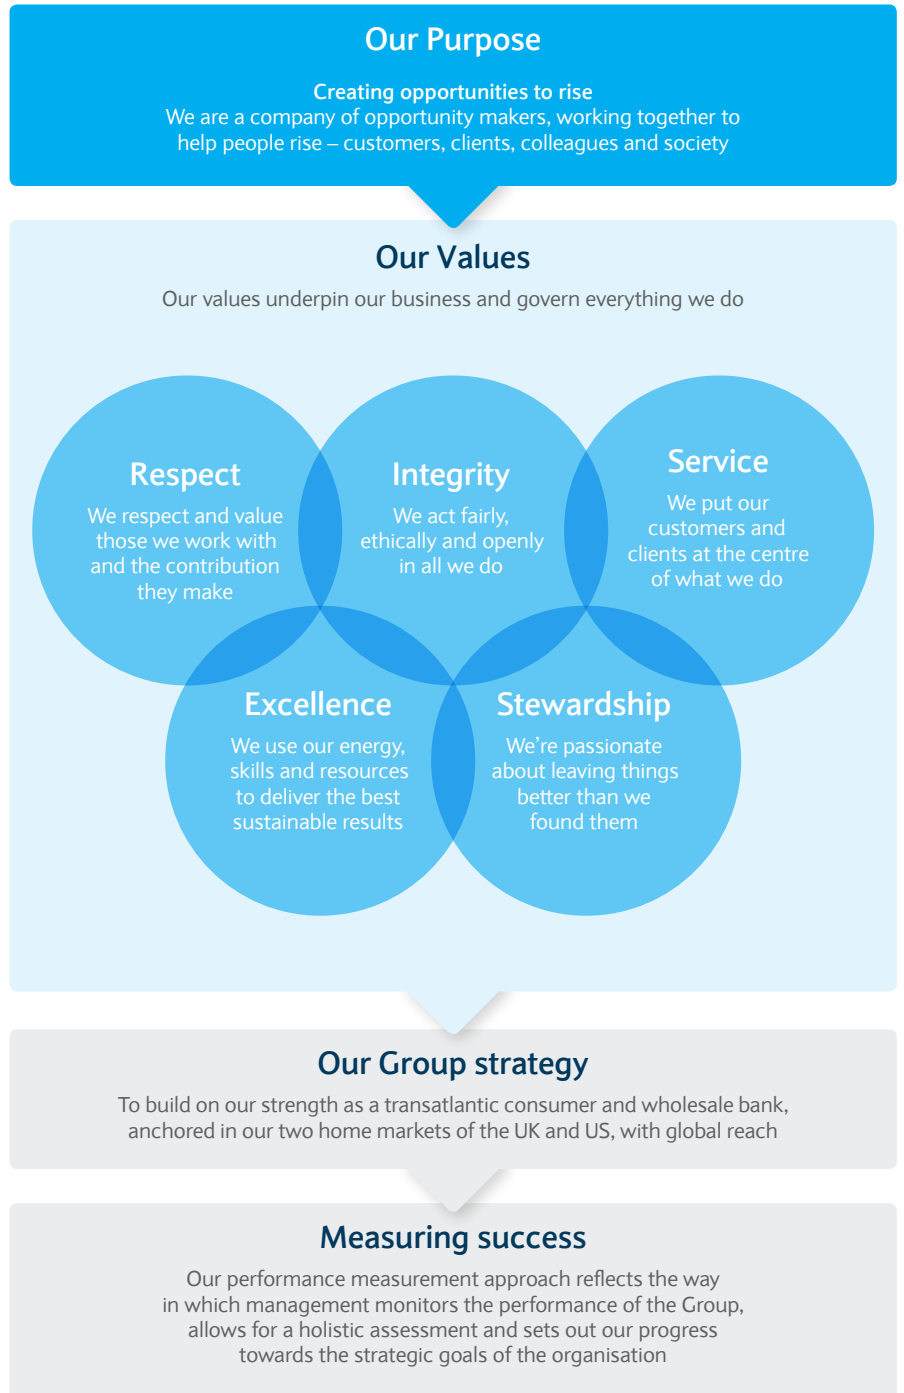 Our Purpose
Creating opportunities to rise
We are a company of opportunity makers, working together to
help people rise – customers, clients, colleagues and society
Our Values
Our values underpin our business and govern everything we do
Respect
We respect and value
those we work with
and the contribution
they make
Integrity
We act fairly,
ethically and openly
in all we do
Service
We put our
customers and
clients at the centre
of what we do
Excellence
We use our energy,
skills and resources
to deliver the best
sustainable results
Stewardship
We’re passionate
about leaving things
better than we
found them
Our Group strategy
To build on our strength as a transatlantic consumer and wholesale bank,
anchored in our two home markets of the UK and US, with global reach
Measuring success
Our performance measurement approach reflects the way
in which management monitors the performance of the Group,
allows for a holistic assessment and sets out our progress
towards the strategic goals of the organisation